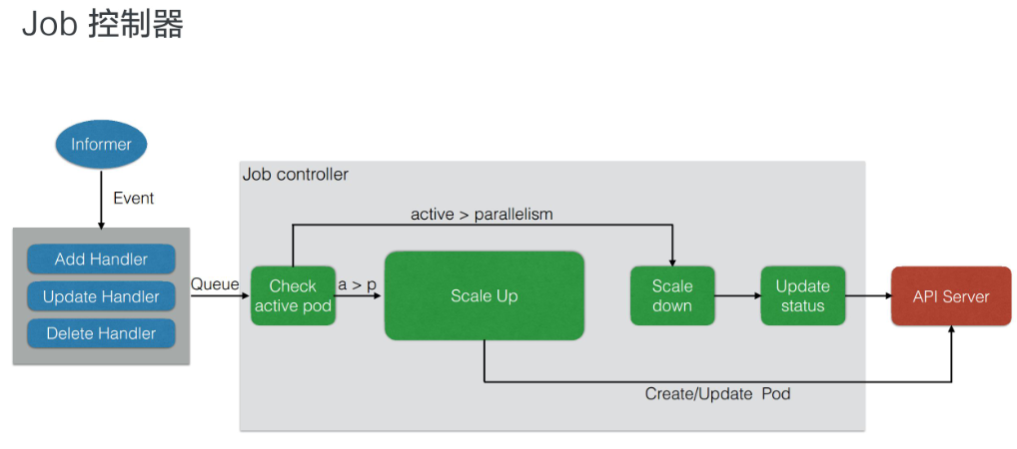 Job 控制器
Informer
Event
Add Handler
Update Handler
Delete Handler
Queue
Job controller
active > parallelism
Check
active pod
a > p
Scale Up
Scale
down
Update
status
API Server
Create/Update Pod